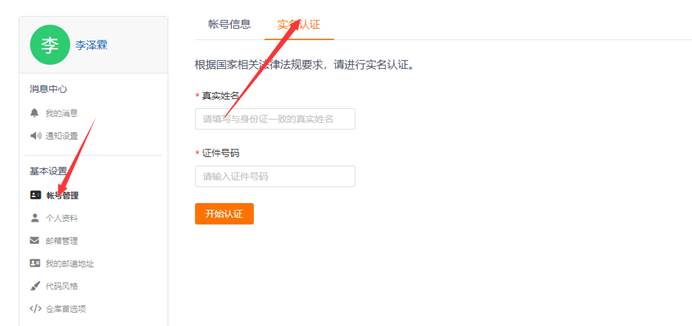 李
李泽霖
消息中心
我的消息
通知设置
基本设置
帐号管理
个人资料
邮箱管理
我的邮递地址
代码风格
仓库首选项
帐号信息
实名认证
根据国家相关法律法规要求，请进行实名认证。
* 真实姓名
请填写与身份证一致的真实姓名
* 证件号码
请输入证件号码
开始认证